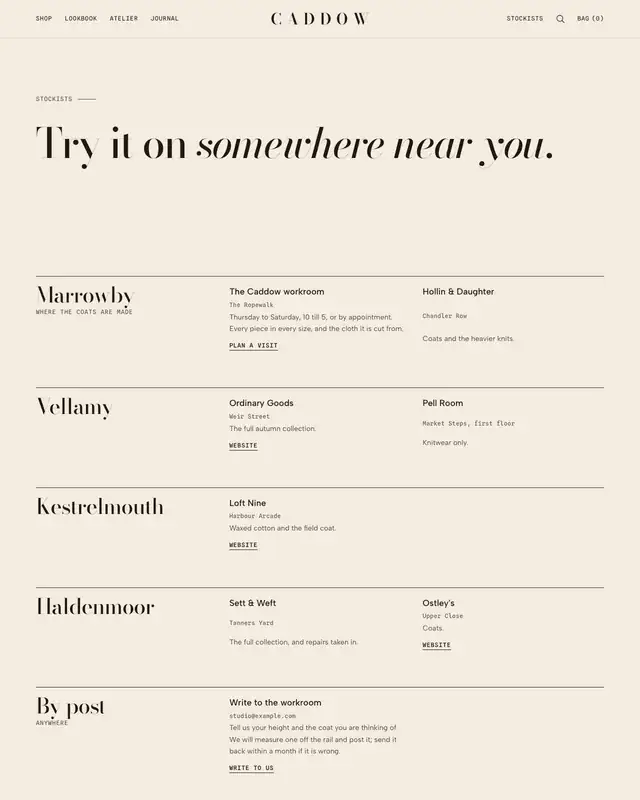 SHOP LOOKBOOK ATELIER JOURNAL
CADDOW
STOCKISTS BAG (0)
STOCKISTS
Try it on somewhere near you.
Marrowby
WHERE THE COATS ARE MADE
The Caddow workroom
The Ropewalk
Thursday to Saturday, 10 till 5, or by appointment.
Every piece in every size, and the cloth it is cut from.
PLAN A VISIT
Hollin & Daughter
Chandler Row
Coats and the heavier knits.
Vellamy
Ordinary Goods
Weir Street
The full autumn collection.
WEBSITE
Pell Room
Market Steps, first floor
Knitwear only.
Kestrelmouth
Loft Nine
Harbour Arcade
Waxed cotton and the field coat.
WEBSITE
Haldenmoor
Sett & Weft
Tanners Yard
The full collection, and repairs taken in.
Ostley's
Upper Close
Coats.
WEBSITE
By post
ANYWHERE
Write to the workroom
studio@example.com
Tell us your height and the coat you are thinking of.
We will measure one off the rail and post it; send it
back within a month if it is wrong.
WRITE TO US